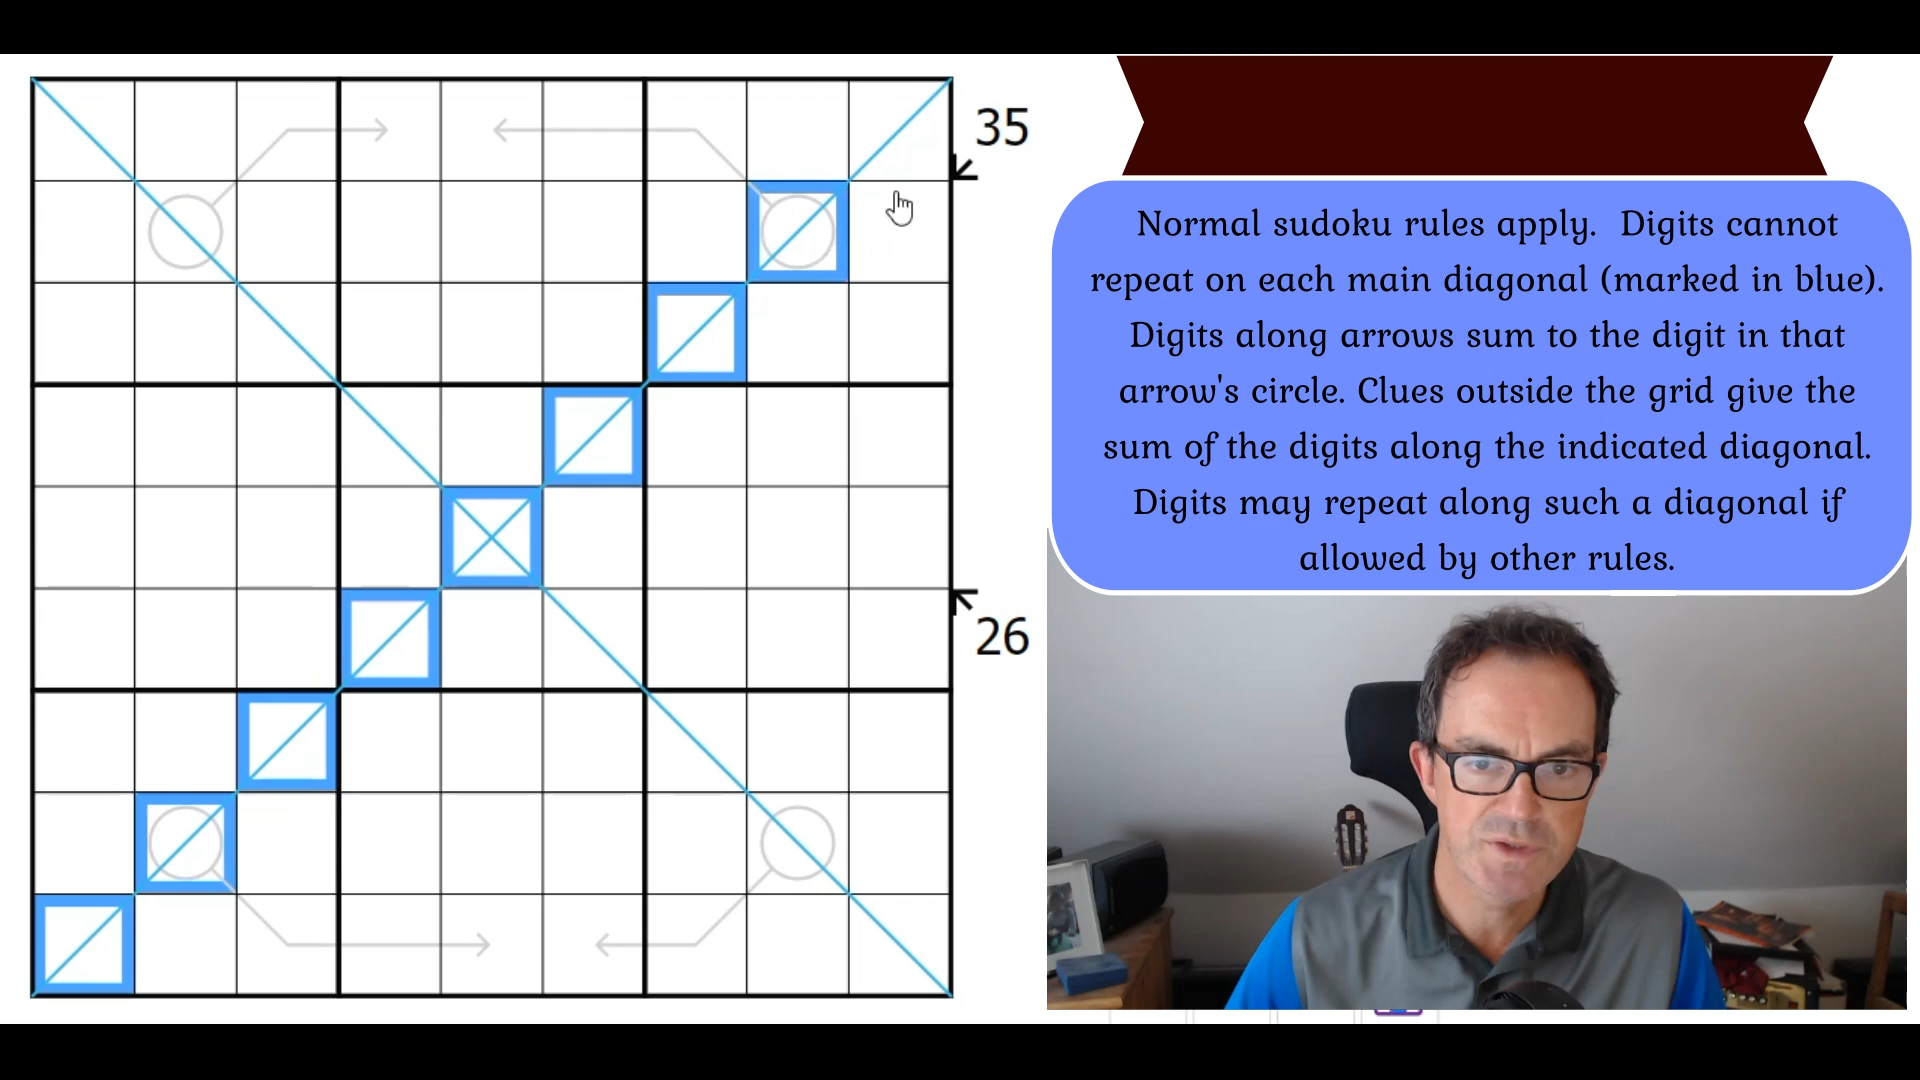 35
26
Normal sudoku rules apply.  Digits cannot
repeat on each main diagonal (marked in blue).
Digits along arrows sum to the digit in that
arrow's circle. Clues outside the grid give the
sum of the digits along the indicated diagonal.
Digits may repeat along such a diagonal if
allowed by other rules.